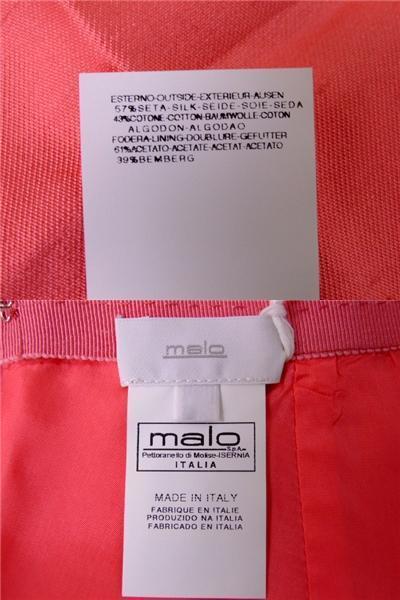 ESTERNO-OUTSIDE-EXTERIEUR-AUSEN
57%SETA-SILK-SEIDE-SOIE-SEDA
43%COTONE-COTTON-BAUMWOLLE-COTON
ALGODON-ALGODAO
FODERA-LINING-DOUBLURE-GEFUTTER
61%ACETATO-ACETATE-ACETAT-ACETATO
39%BEMBERG
malo
malo
S.p.A.
Pettoranello di Molise-ISERNIA
ITALIA
MADE IN ITALY
FABRIQUE EN ITALIE
PRODUZIDO NA ITALIA
FABRICADO EN ITALIA